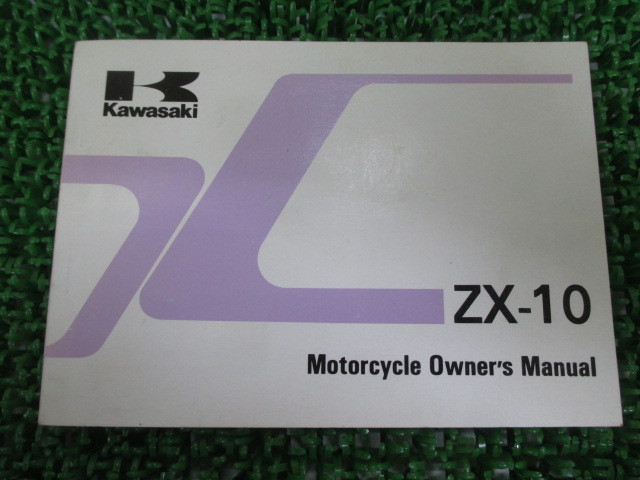 Kawasaki
ZX-10
Motorcycle Owner's Manual